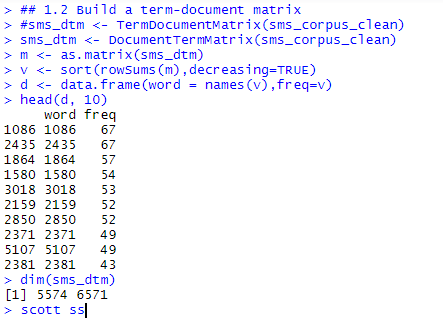 > ## 1.2 Build a term-document matrix
> #sms_dtm <- TermDocumentMatrix(sms_corpus_clean)
> sms_dtm <- DocumentTermMatrix(sms_corpus_clean)
> m <- as.matrix(sms_dtm)
> v <- sort(rowSums(m),decreasing=TRUE)
> d <- data.frame(word = names(v),freq=v)
> head(d, 10)
     word freq
1086 1086   67
2435 2435   67
1864 1864   57
1580 1580   54
3018 3018   53
2159 2159   52
2850 2850   52
2371 2371   49
5107 5107   49
2381 2381   43
> dim(sms_dtm)
[1] 5574 6571
> scott ss